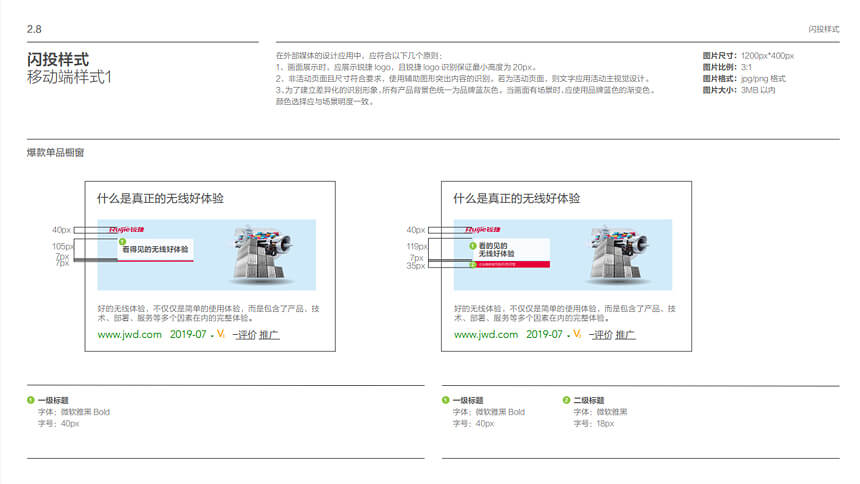 2.8
闪投样式
闪投样式
移动端样式1
在外部媒体的设计应用中，应符合以下几个原则：
1、画面展示时，应展示锐捷logo，且锐捷logo识别保证最小高度为20px。
2、非活动页面且尺寸符合要求，使用辅助图形突出内容的识别，若为活动页面，则文字应用活动主视觉设计。
3、为了建立差异化的识别形象，所有产品背景色统一为品牌蓝灰色。当画面有场景时，应使用品牌蓝色的渐变色。
颜色选择应与场景明度一致。
图片尺寸：1200px*400px
图片比例：3:1
图片格式：jpg/png 格式
图片大小：3MB 以内
爆款单品橱窗
什么是真正的无线好体验
40px
105px
7px
7px
Ruijie锐捷
1
看得见的无线好体验
好的无线体验，不仅仅是简单的使用体验，而是包含了产品、技
术、部署、服务等多个因素在内的完整体验。
www.jwd.com 2019-07 . V1 –评价 推广
什么是真正的无线好体验
40px
119px
7px
35px
Ruijie锐捷
1
看的见的
无线好体验
2
好的无线体验，不仅仅是简单的使用体验，而是包含了产品、技
术、部署、服务等多个因素在内的完整体验。
www.jwd.com 2019-07 . V1 –评价 推广
1 一级标题
字体：微软雅黑 Bold
字号：40px
1 一级标题
字体：微软雅黑 Bold
字号：40px
2 二级标题
字体：微软雅黑
字号：18px